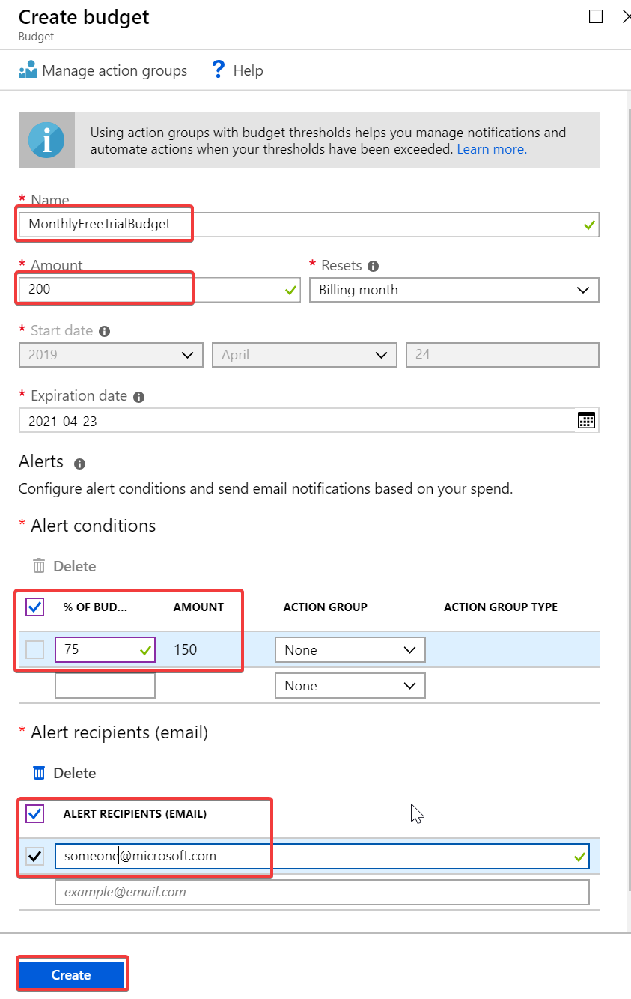 Create budget
Budget
Manage action groups ? Help
i Using action groups with budget thresholds helps you manage notifications and
automate actions when your thresholds have been exceeded. Learn more.
* Name
MonthlyFreeTrialBudget
* Amount * Resets
200 Billing month
* Start date
2019 April 24
* Expiration date
2021-04-23
Alerts
Configure alert conditions and send email notifications based on your spend.
* Alert conditions
Delete
% OF BUD... AMOUNT ACTION GROUP ACTION GROUP TYPE
75 150 None
None
* Alert recipients (email)
Delete
ALERT RECIPIENTS (EMAIL)
someone@microsoft.com
example@email.com
Create